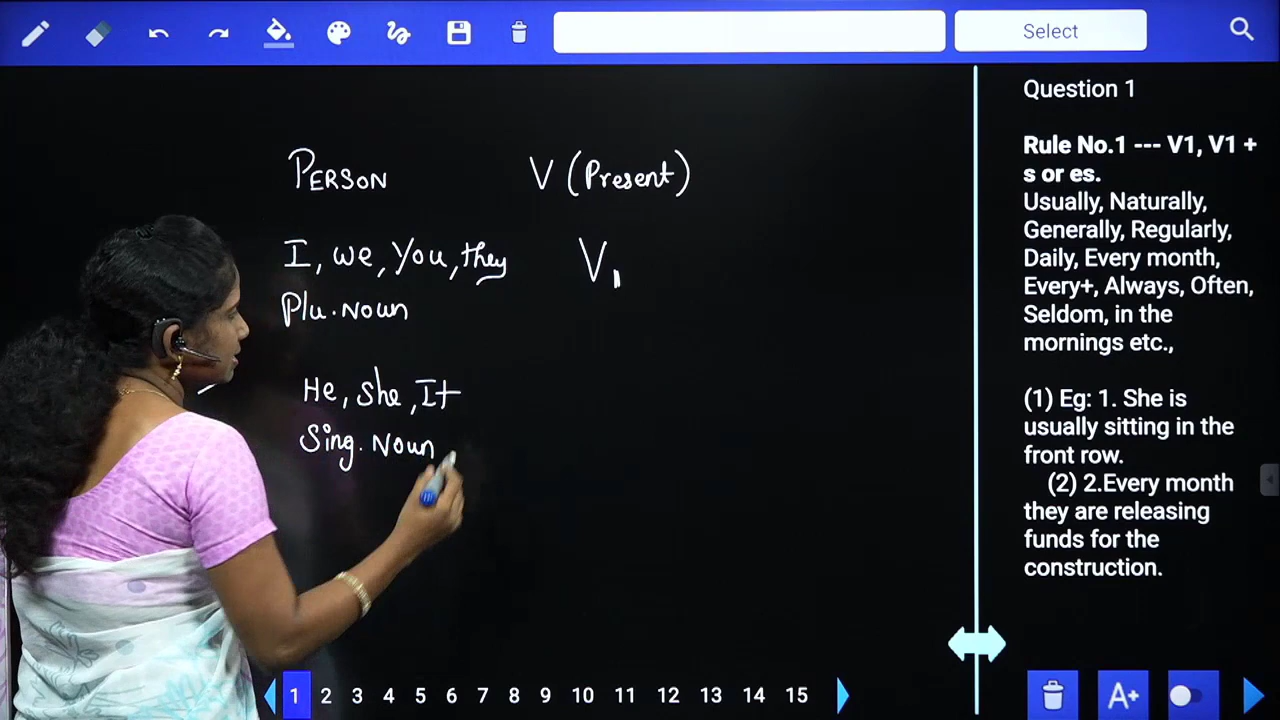 Select
PERSON V (Present)
I, we, You, they V1
Plu. Noun
He, she, It
Sing. Noun
Question 1
Rule No.1 --- V1, V1 +
s or es.
Usually, Naturally,
Generally, Regularly,
Daily, Every month,
Every+, Always, Often,
Seldom, in the
mornings etc.,
(1) Eg: 1. She is
usually sitting in the
front row.
(2) 2.Every month
they are releasing
funds for the
construction.
1 2 3 4 5 6 7 8 9 10 11 12 13 14 15
A+